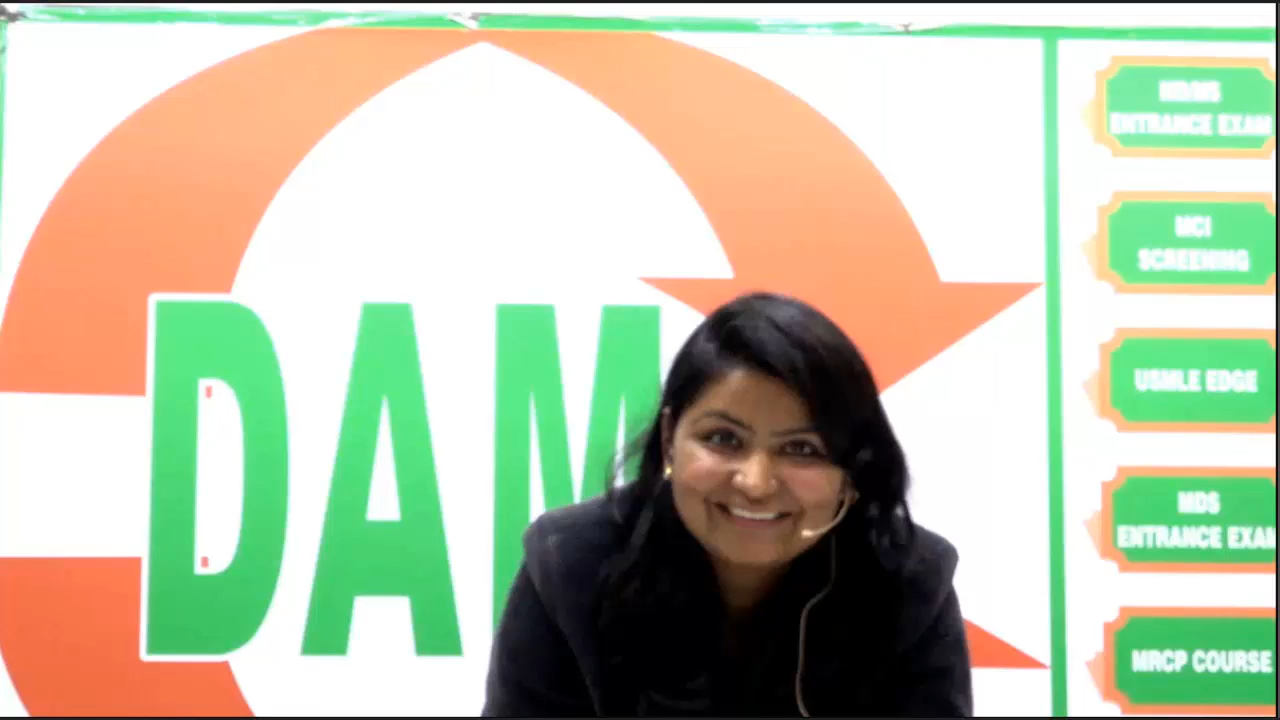 DAM
MD/MS
ENTRANCE EXAM
MCI
SCREENING
USMLE EDGE
MDS
ENTRANCE EXAM
MRCP COURSE